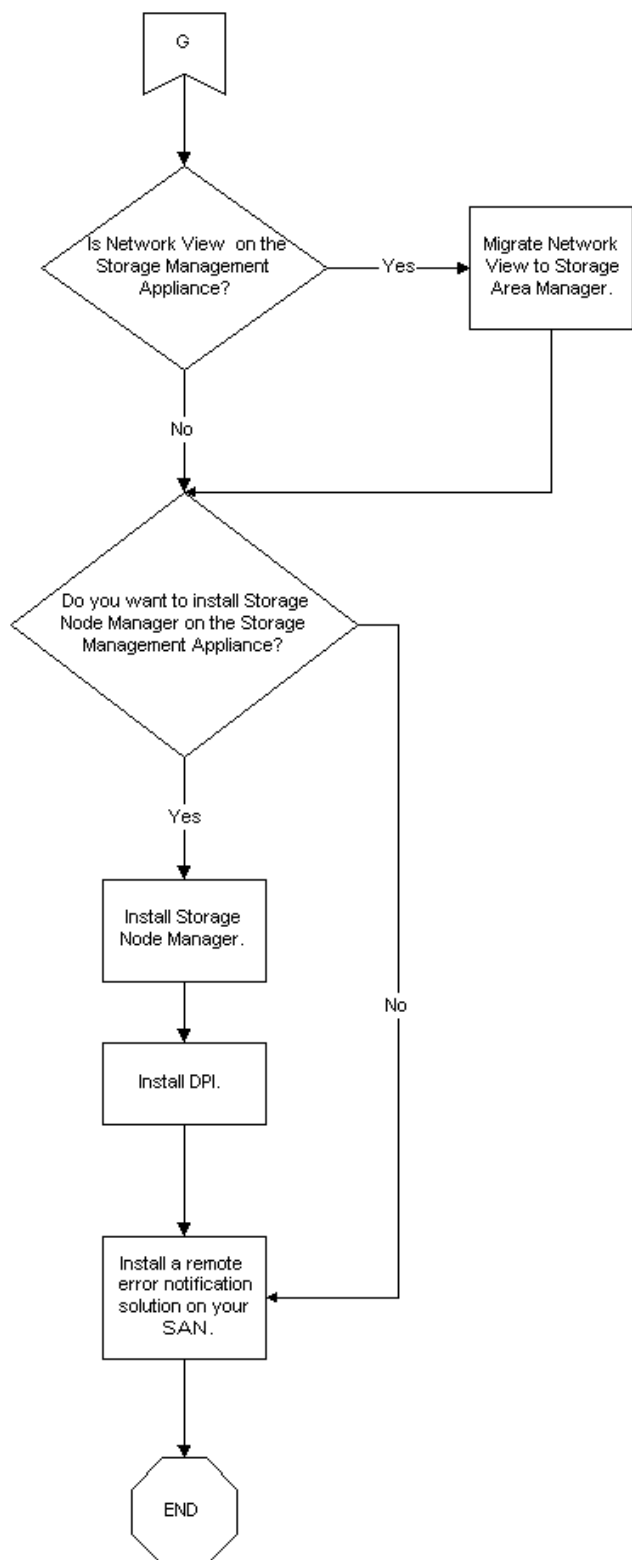 G
Is Network View on the
Storage Management
Appliance?
Yes
Migrate Network
View to Storage
Area Manager.
No
Do you want to install Storage
Node Manager on the Storage
Management Appliance?
Yes
Install Storage
Node Manager.
No
Install DPI.
Install a remote
error notification
solution on your
SAN.
END